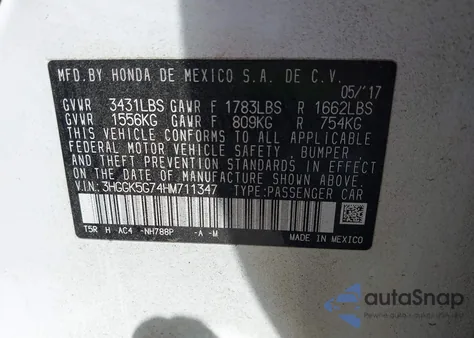 MFD.BY HONDA DE MEXICO S.A. DE C.V.
05/'17
GVWR 3431LBS GAWR F 1783LBS R 1662LBS
GVWR 1556KG GAWR F 809KG R 754KG
THIS VEHICLE CONFORMS TO ALL APPLICABLE
FEDERAL MOTOR VEHICLE SAFETY, BUMPER,
AND THEFT PREVENTION STANDARDS IN EFFECT
ON THE DATE OF MANUFACTURE SHOWN ABOVE.
V.I.N: 3HGGK5G74HM711347 TYPE:PASSENGER CAR
T5R H -AC4 -NH788P -A -M
MADE IN MEXICO
autoSnap